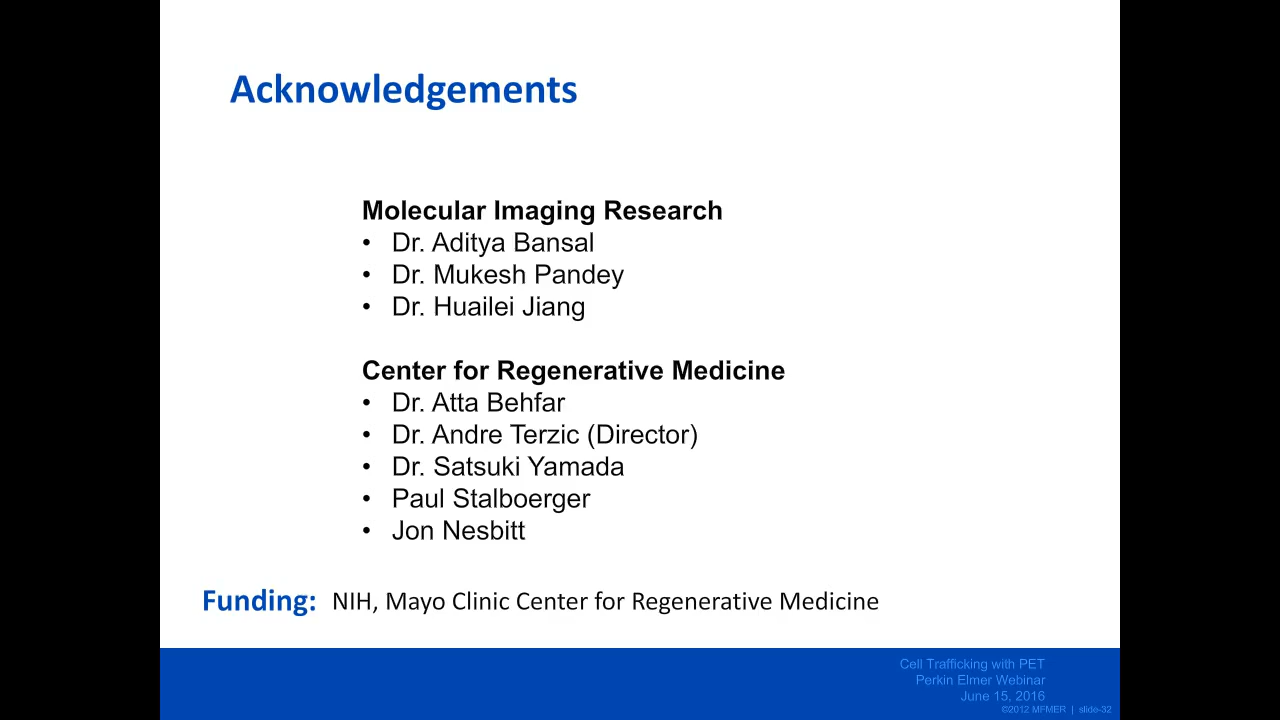 Acknowledgements
Molecular Imaging Research
• Dr. Aditya Bansal
• Dr. Mukesh Pandey
• Dr. Huailei Jiang
Center for Regenerative Medicine
• Dr. Atta Behfar
• Dr. Andre Terzic (Director)
• Dr. Satsuki Yamada
• Paul Stalboerger
• Jon Nesbitt
Funding: NIH, Mayo Clinic Center for Regenerative Medicine
Cell Trafficking with PET
Perkin Elmer Webinar
June 15, 2016
©2012 MFMER | slide-32